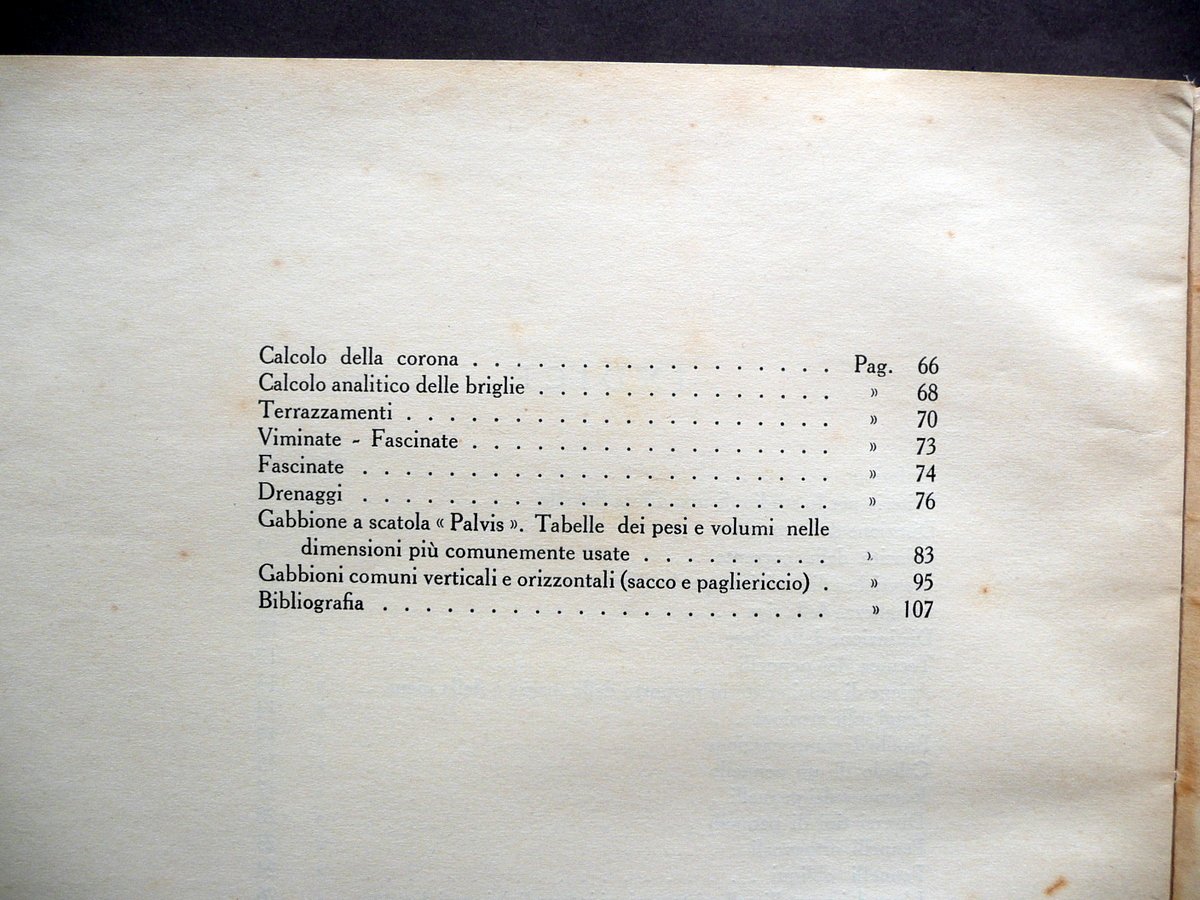 Calcolo della corona . . . . . . . . . . . . . . . . . Pag. 66
Calcolo analitico delle briglie . . . . . . . . . . . . . . » 68
Terrazzamenti . . . . . . . . . . . . . . . . . . . . » 70
Viminate - Fascinate . . . . . . . . . . . . . . . . . » 73
Fascinate . . . . . . . . . . . . . . . . . . . . . . » 74
Drenaggi . . . . . . . . . . . . . . . . . . . . . . » 76
Gabbione a scatola « Palvis ». Tabelle dei pesi e volumi nelle
dimensioni più comunemente usate . . . . . . . . . » 83
Gabbioni comuni verticali e orizzontali (sacco e pagliericcio) . » 95
Bibliografia . . . . . . . . . . . . . . . . . . . . . » 107